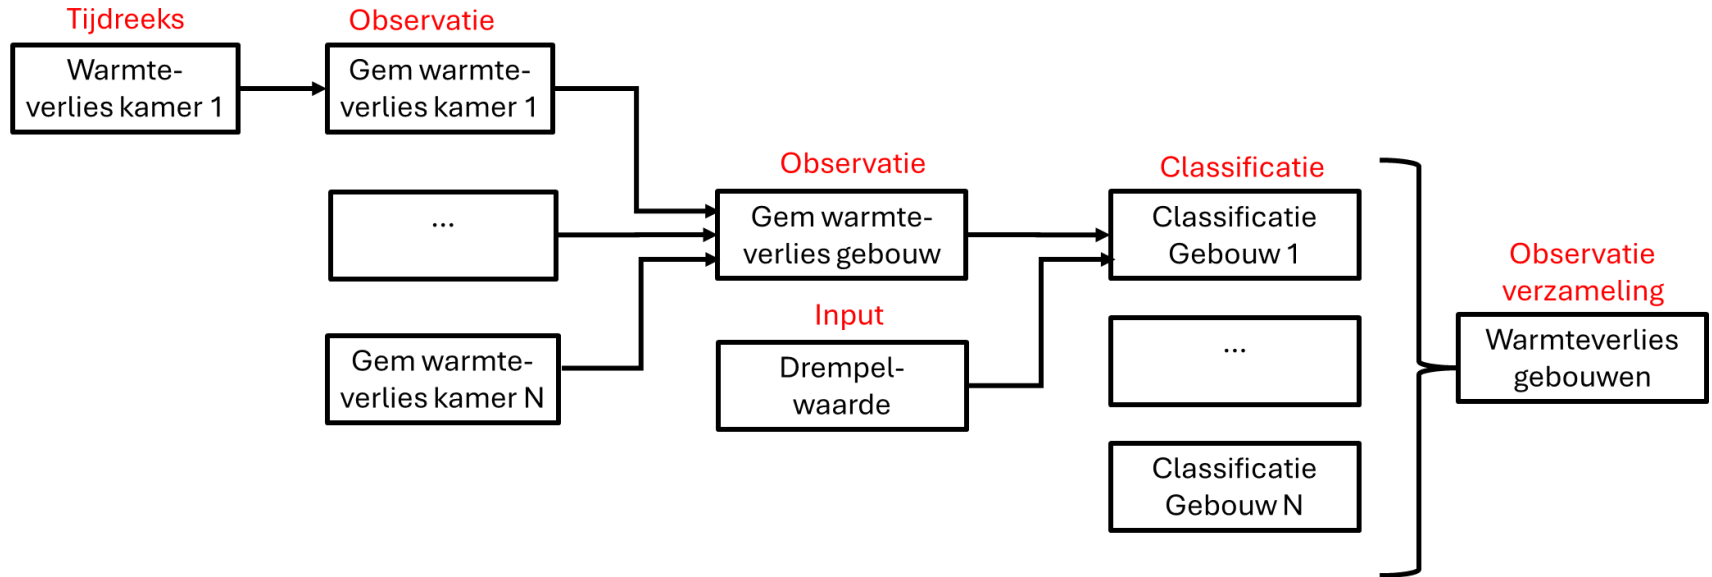 Tijdreeks
Warmte-
verlies kamer 1
Observatie
Gem warmte-
verlies kamer 1
...
Gem warmte-
verlies kamer N
Observatie
Gem warmte-
verlies gebouw
Input
Drempel-
waarde
Classificatie
Classificatie
Gebouw 1
...
Classificatie
Gebouw N
Observatie
verzameling
Warmteverlies
gebouwen